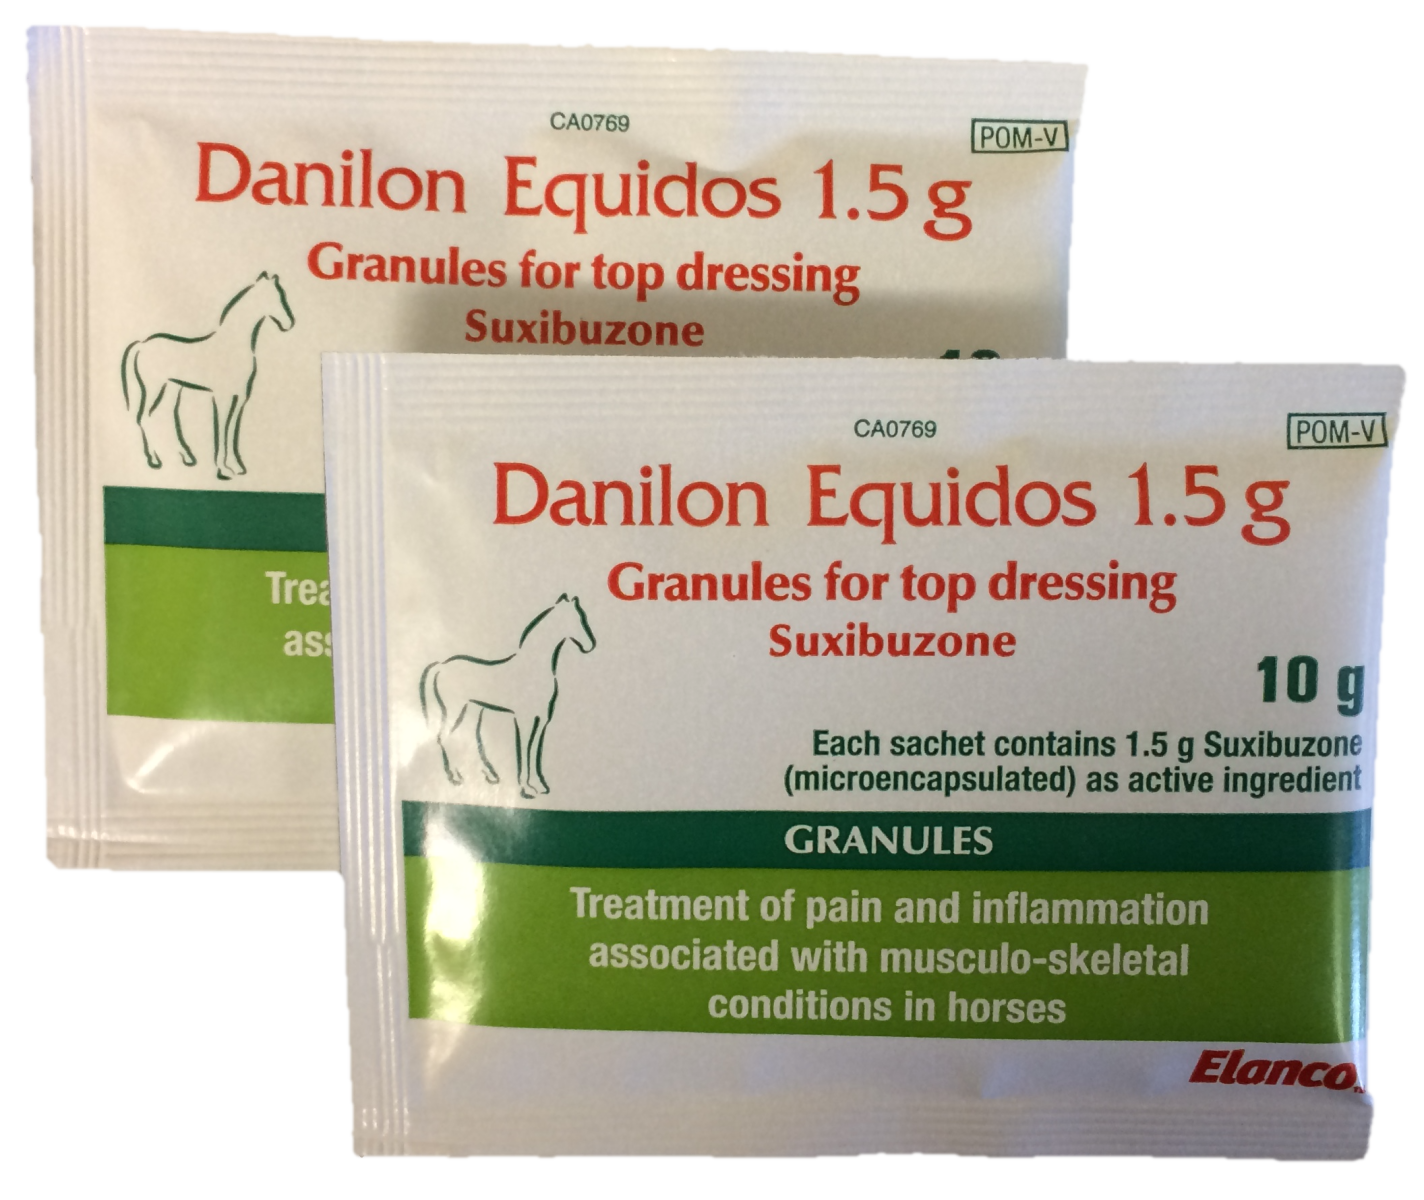 CA0769
POM-V
Danilon Equidos 1.5 g
Granules for top dressing
Suxibuzone
CA0769
POM-V
Danilon Equidos 1.5 g
Granules for top dressing
Suxibuzone
10 g
Each sachet contains 1.5 g Suxibuzone
(microencapsulated) as active ingredient
GRANULES
Treatment of pain and inflammation
associated with musculo-skeletal
conditions in horses
Elanco